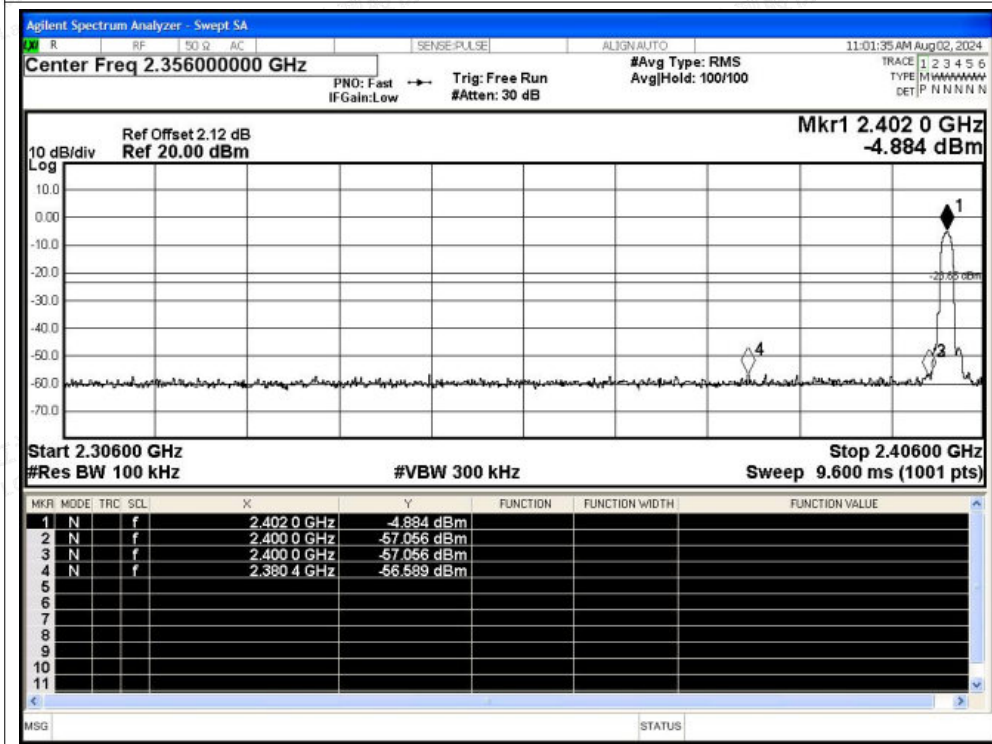 Agilent Spectrum Analyzer - Swept SA
LXI R RF 50 Ω AC SENSE:PULSE ALIGN AUTO 11:01:35 AM Aug 02, 2024
Center Freq 2.356000000 GHz
PNO: Fast
IFGain:Low
Trig: Free Run
#Atten: 30 dB
#Avg Type: RMS
Avg|Hold: 100/100
TRACE 1 2 3 4 5 6
TYPE M
DET P N N N N N
Mkr1 2.402 0 GHz
-4.884 dBm
Ref Offset 2.12 dB
10 dB/div Ref 20.00 dBm
Log
10.0
0.00
-10.0
-20.0
-30.0
-40.0
-50.0
-60.0
-70.0
1
dBm
4
3
Start 2.30600 GHz Stop 2.40600 GHz
#Res BW 100 kHz #VBW 300 kHz Sweep 9.600 ms (1001 pts)
MKR MODE TRC SCL X Y FUNCTION FUNCTION WIDTH FUNCTION VALUE
1 N f 2.402 0 GHz -4.884 dBm
2 N f 2.400 0 GHz -57.056 dBm
3 N f 2.400 0 GHz -57.056 dBm
4 N f 2.380 4 GHz -56.589 dBm
5
6
7
8
9
10
11
MSG STATUS